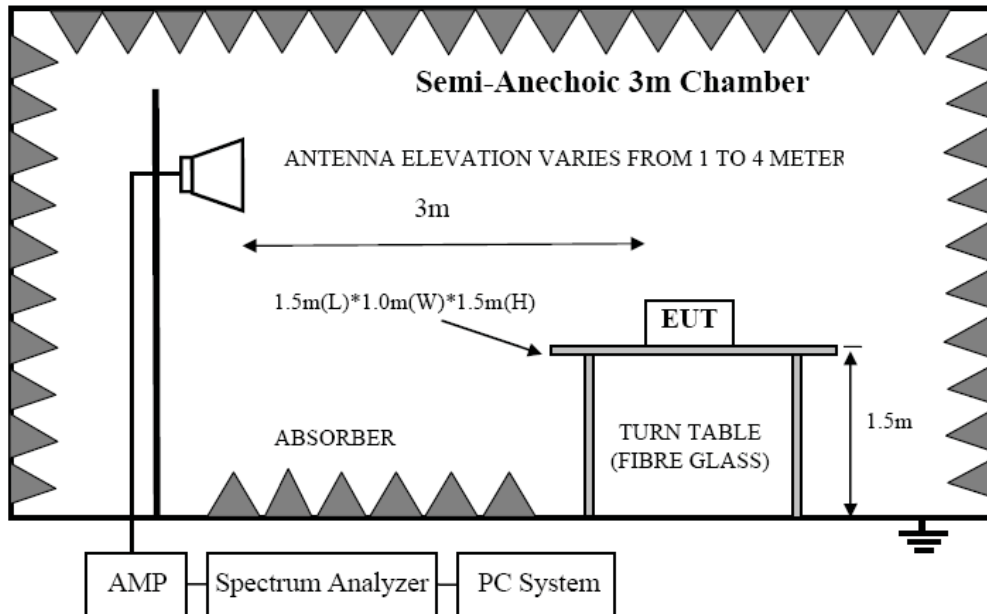 Semi-Anechoic 3m Chamber
ANTENNA ELEVATION VARIES FROM 1 TO 4 METER
3m
1.5m(L)*1.0m(W)*1.5m(H)
EUT
1.5m
ABSORBER
TURN TABLE
(FIBRE GLASS)
AMP
Spectrum Analyzer
PC System